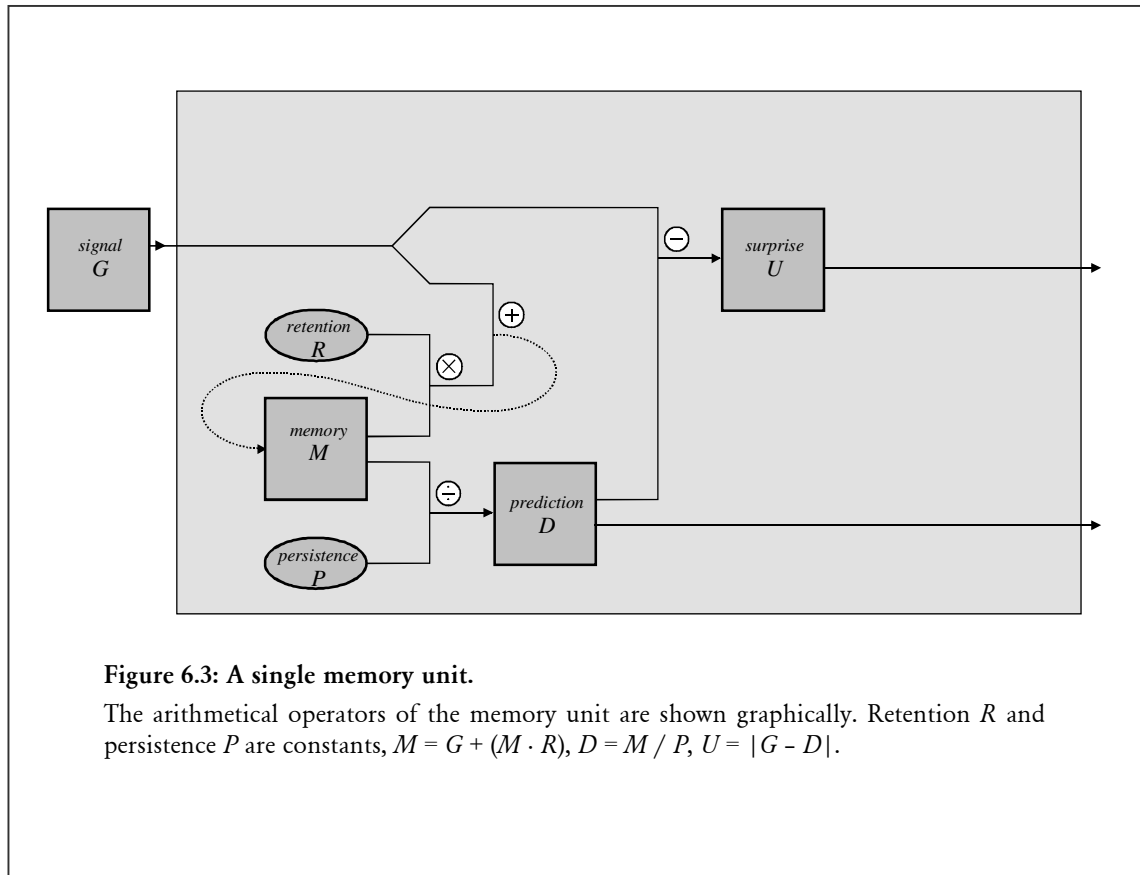 signal
G
retention
R
memory
M
persistence
P
prediction
D
surprise
U
+
×
÷
−
Figure 6.3: A single memory unit.
The arithmetical operators of the memory unit are shown graphically. Retention R and
persistence P are constants, M = G + (M · R), D = M / P, U = |G – D|.